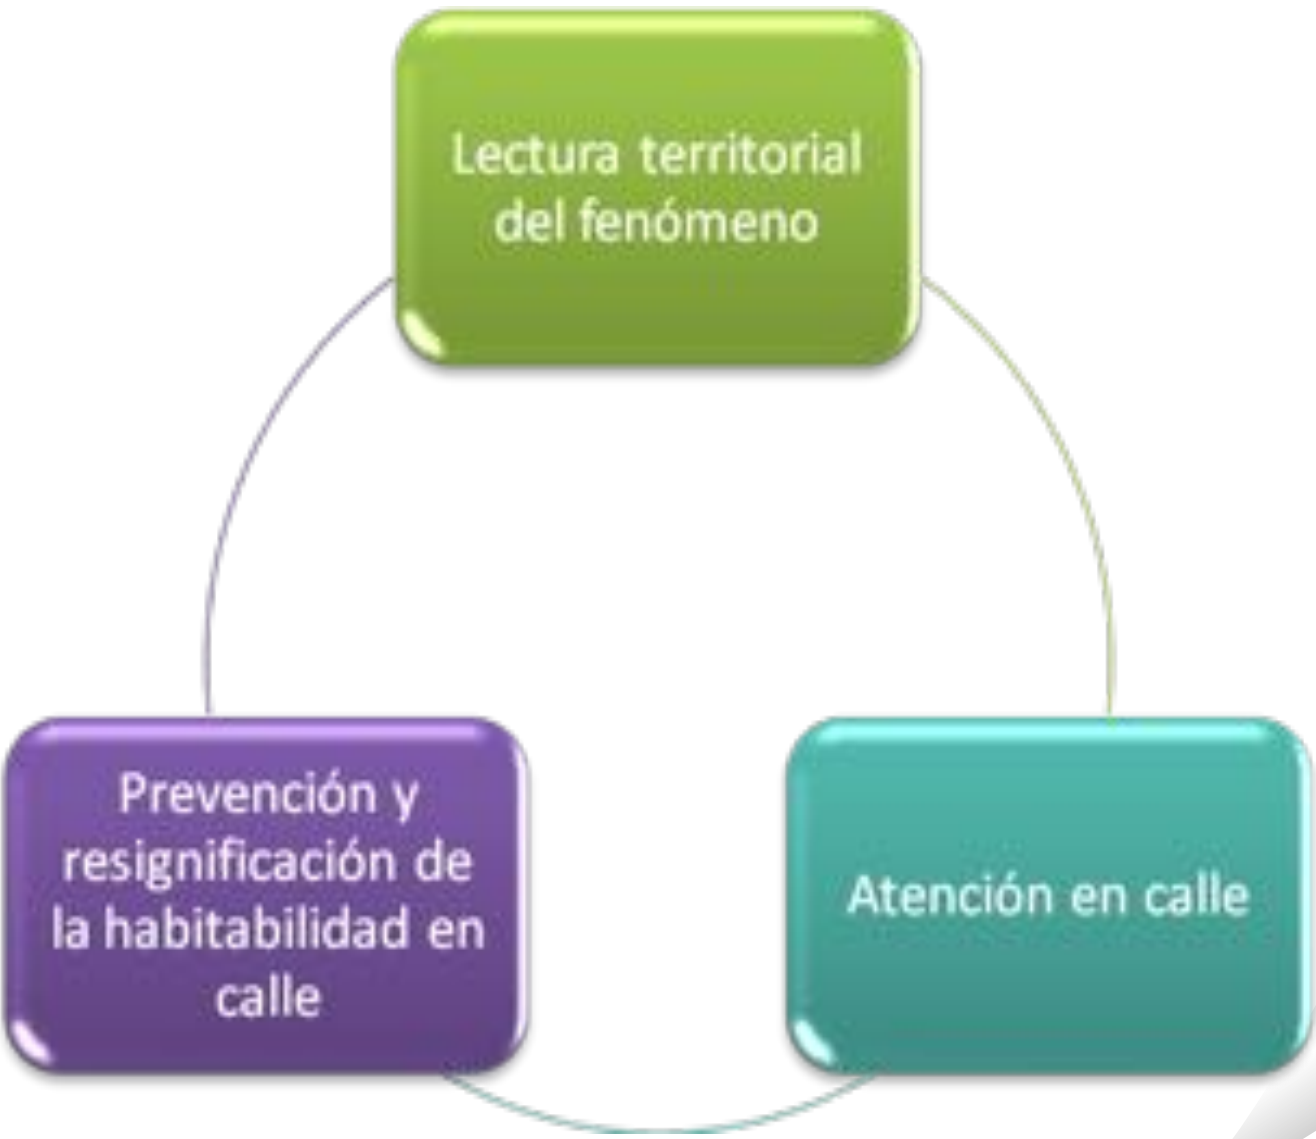 Lectura territorial
del fenómeno
Prevención y
resignificación de
la habitabilidad en
calle
Atención en calle